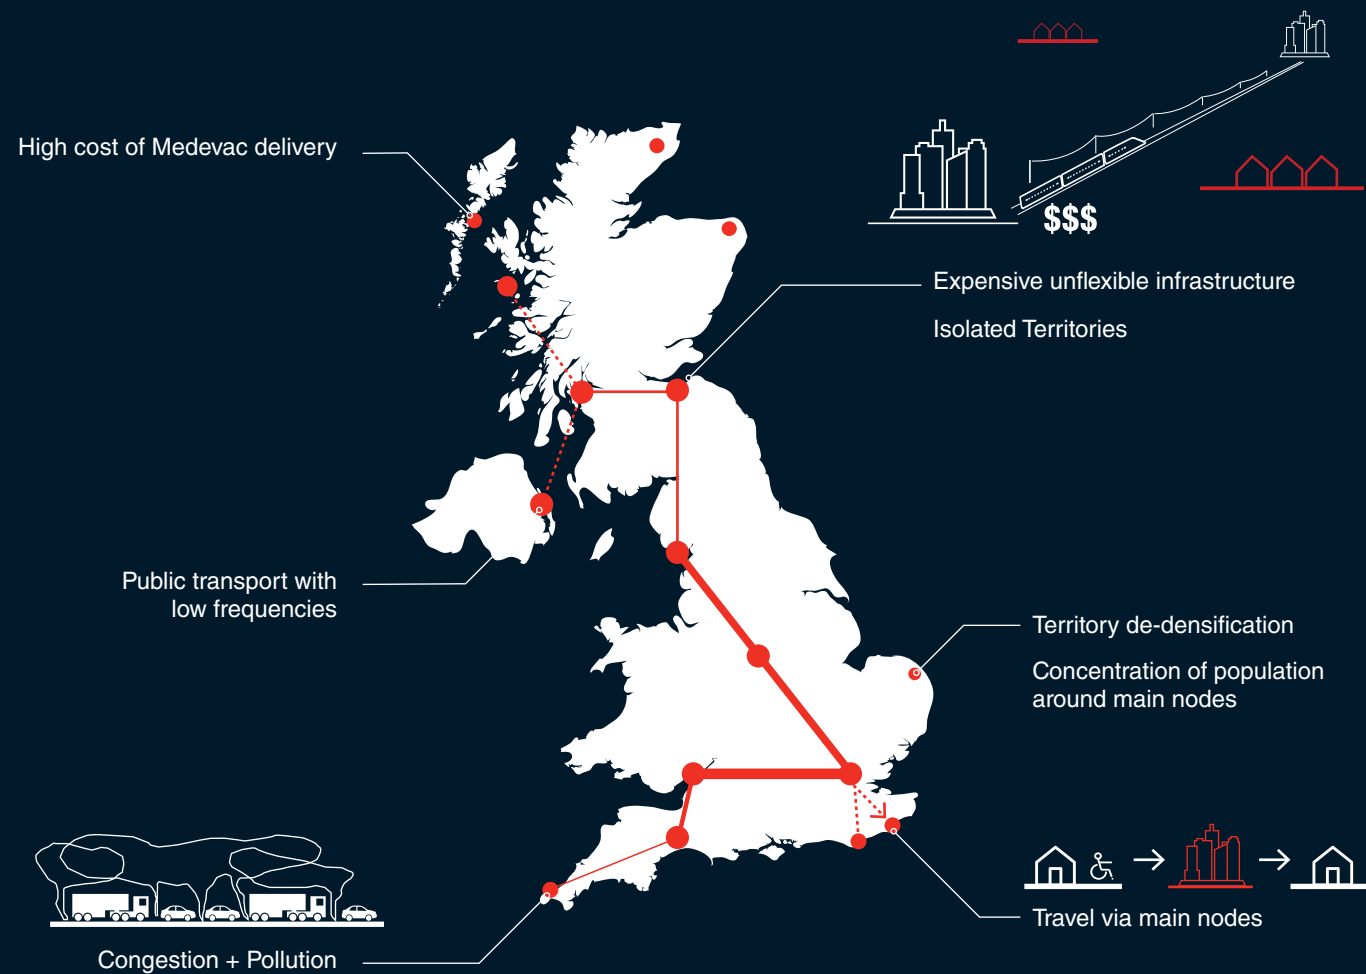 High cost of Medevac delivery
$$$
Expensive unflexible infrastructure
Isolated Territories
Public transport with
low frequencies
Territory de-densification
Concentration of population
around main nodes
Travel via main nodes
Congestion + Pollution